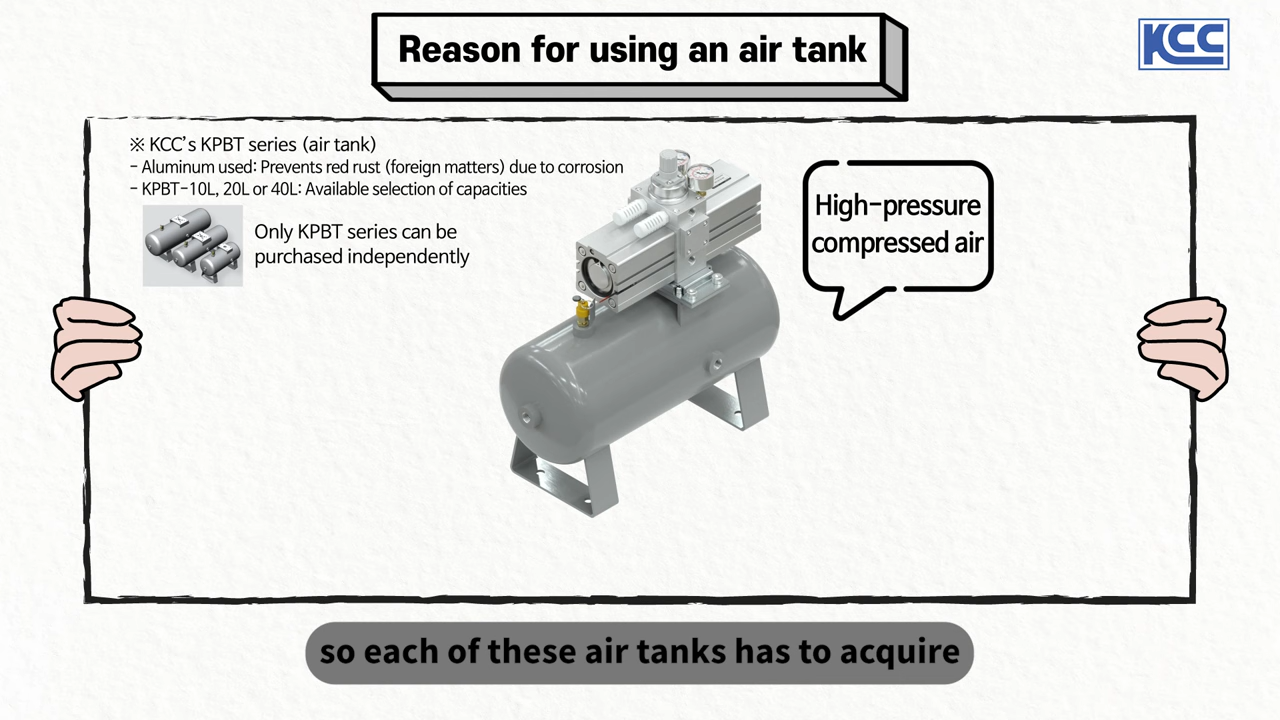 Reason for using an air tank
KCC
※ KCC's KPBT series (air tank)
- Aluminum used: Prevents red rust (foreign matters) due to corrosion
- KPBT-10L, 20L or 40L: Available selection of capacities
Only KPBT series can be
purchased independently
High-pressure
compressed air
so each of these air tanks has to acquire